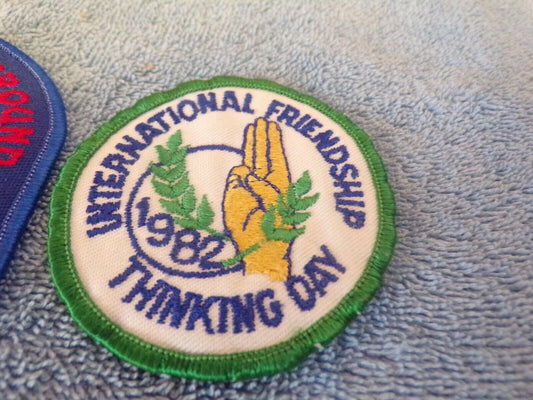 INTERNATIONAL FRIENDSHIP
1982
THINKING DAY